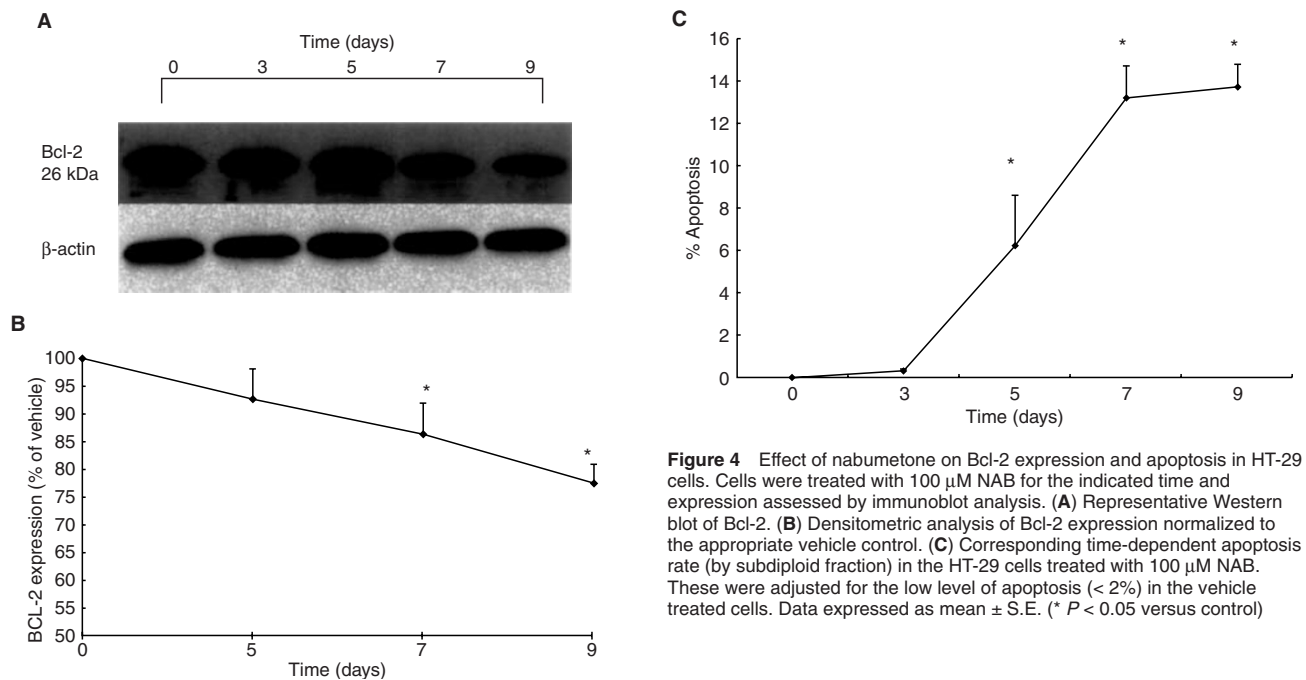 A
Time (days)
0 3 5 7 9
Bcl-2
26 kDa
β-actin
B
BCL-2 expression (% of vehicle)
100
95
90
85
80
75
70
65
60
55
50
* *
0 5 7 9
Time (days)
C
% Apoptosis
16
14
12
10
8
6
4
2
0
* * *
0 3 5 7 9
Time (days)
Figure 4 Effect of nabumetone on Bcl-2 expression and apoptosis in HT-29
cells. Cells were treated with 100 μM NAB for the indicated time and
expression assessed by immunoblot analysis. (A) Representative Western
blot of Bcl-2. (B) Densitometric analysis of Bcl-2 expression normalized to
the appropriate vehicle control. (C) Corresponding time-dependent apoptosis
rate (by subdiploid fraction) in the HT-29 cells treated with 100 μM NAB.
These were adjusted for the low level of apoptosis (< 2%) in the vehicle
treated cells. Data expressed as mean ± S.E. (* P < 0.05 versus control)